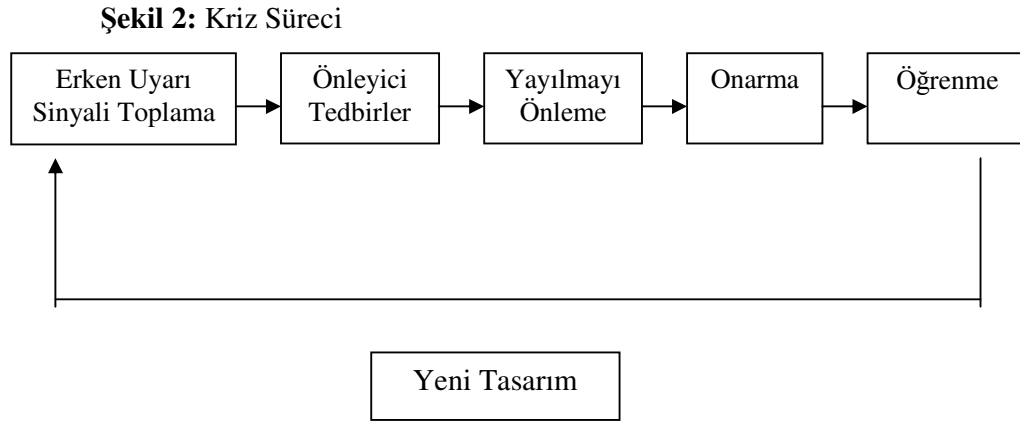 Şekil 2: Kriz Süreci
Erken Uyarı
Sinyali Toplama
Önleyici
Tedbirler
Yayılmayı
Önleme
Onarma
Öğrenme
Yeni Tasarım